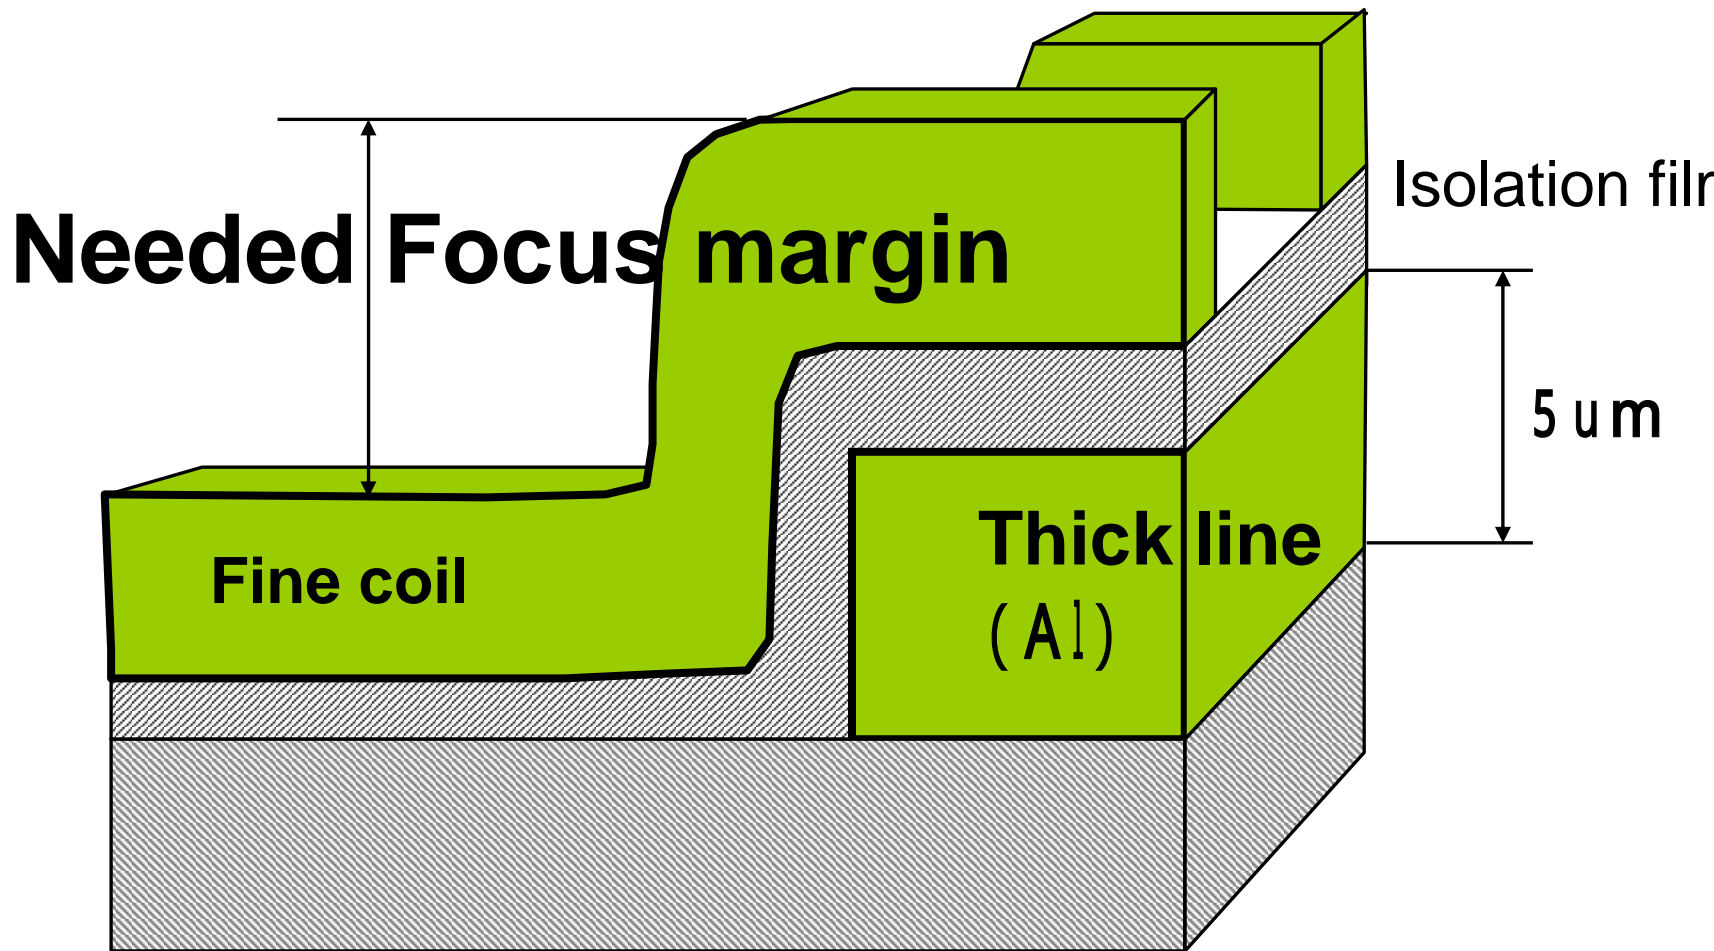 Isolation film
Needed Focus margin
5um
Thick line
Fine coil
(Al)